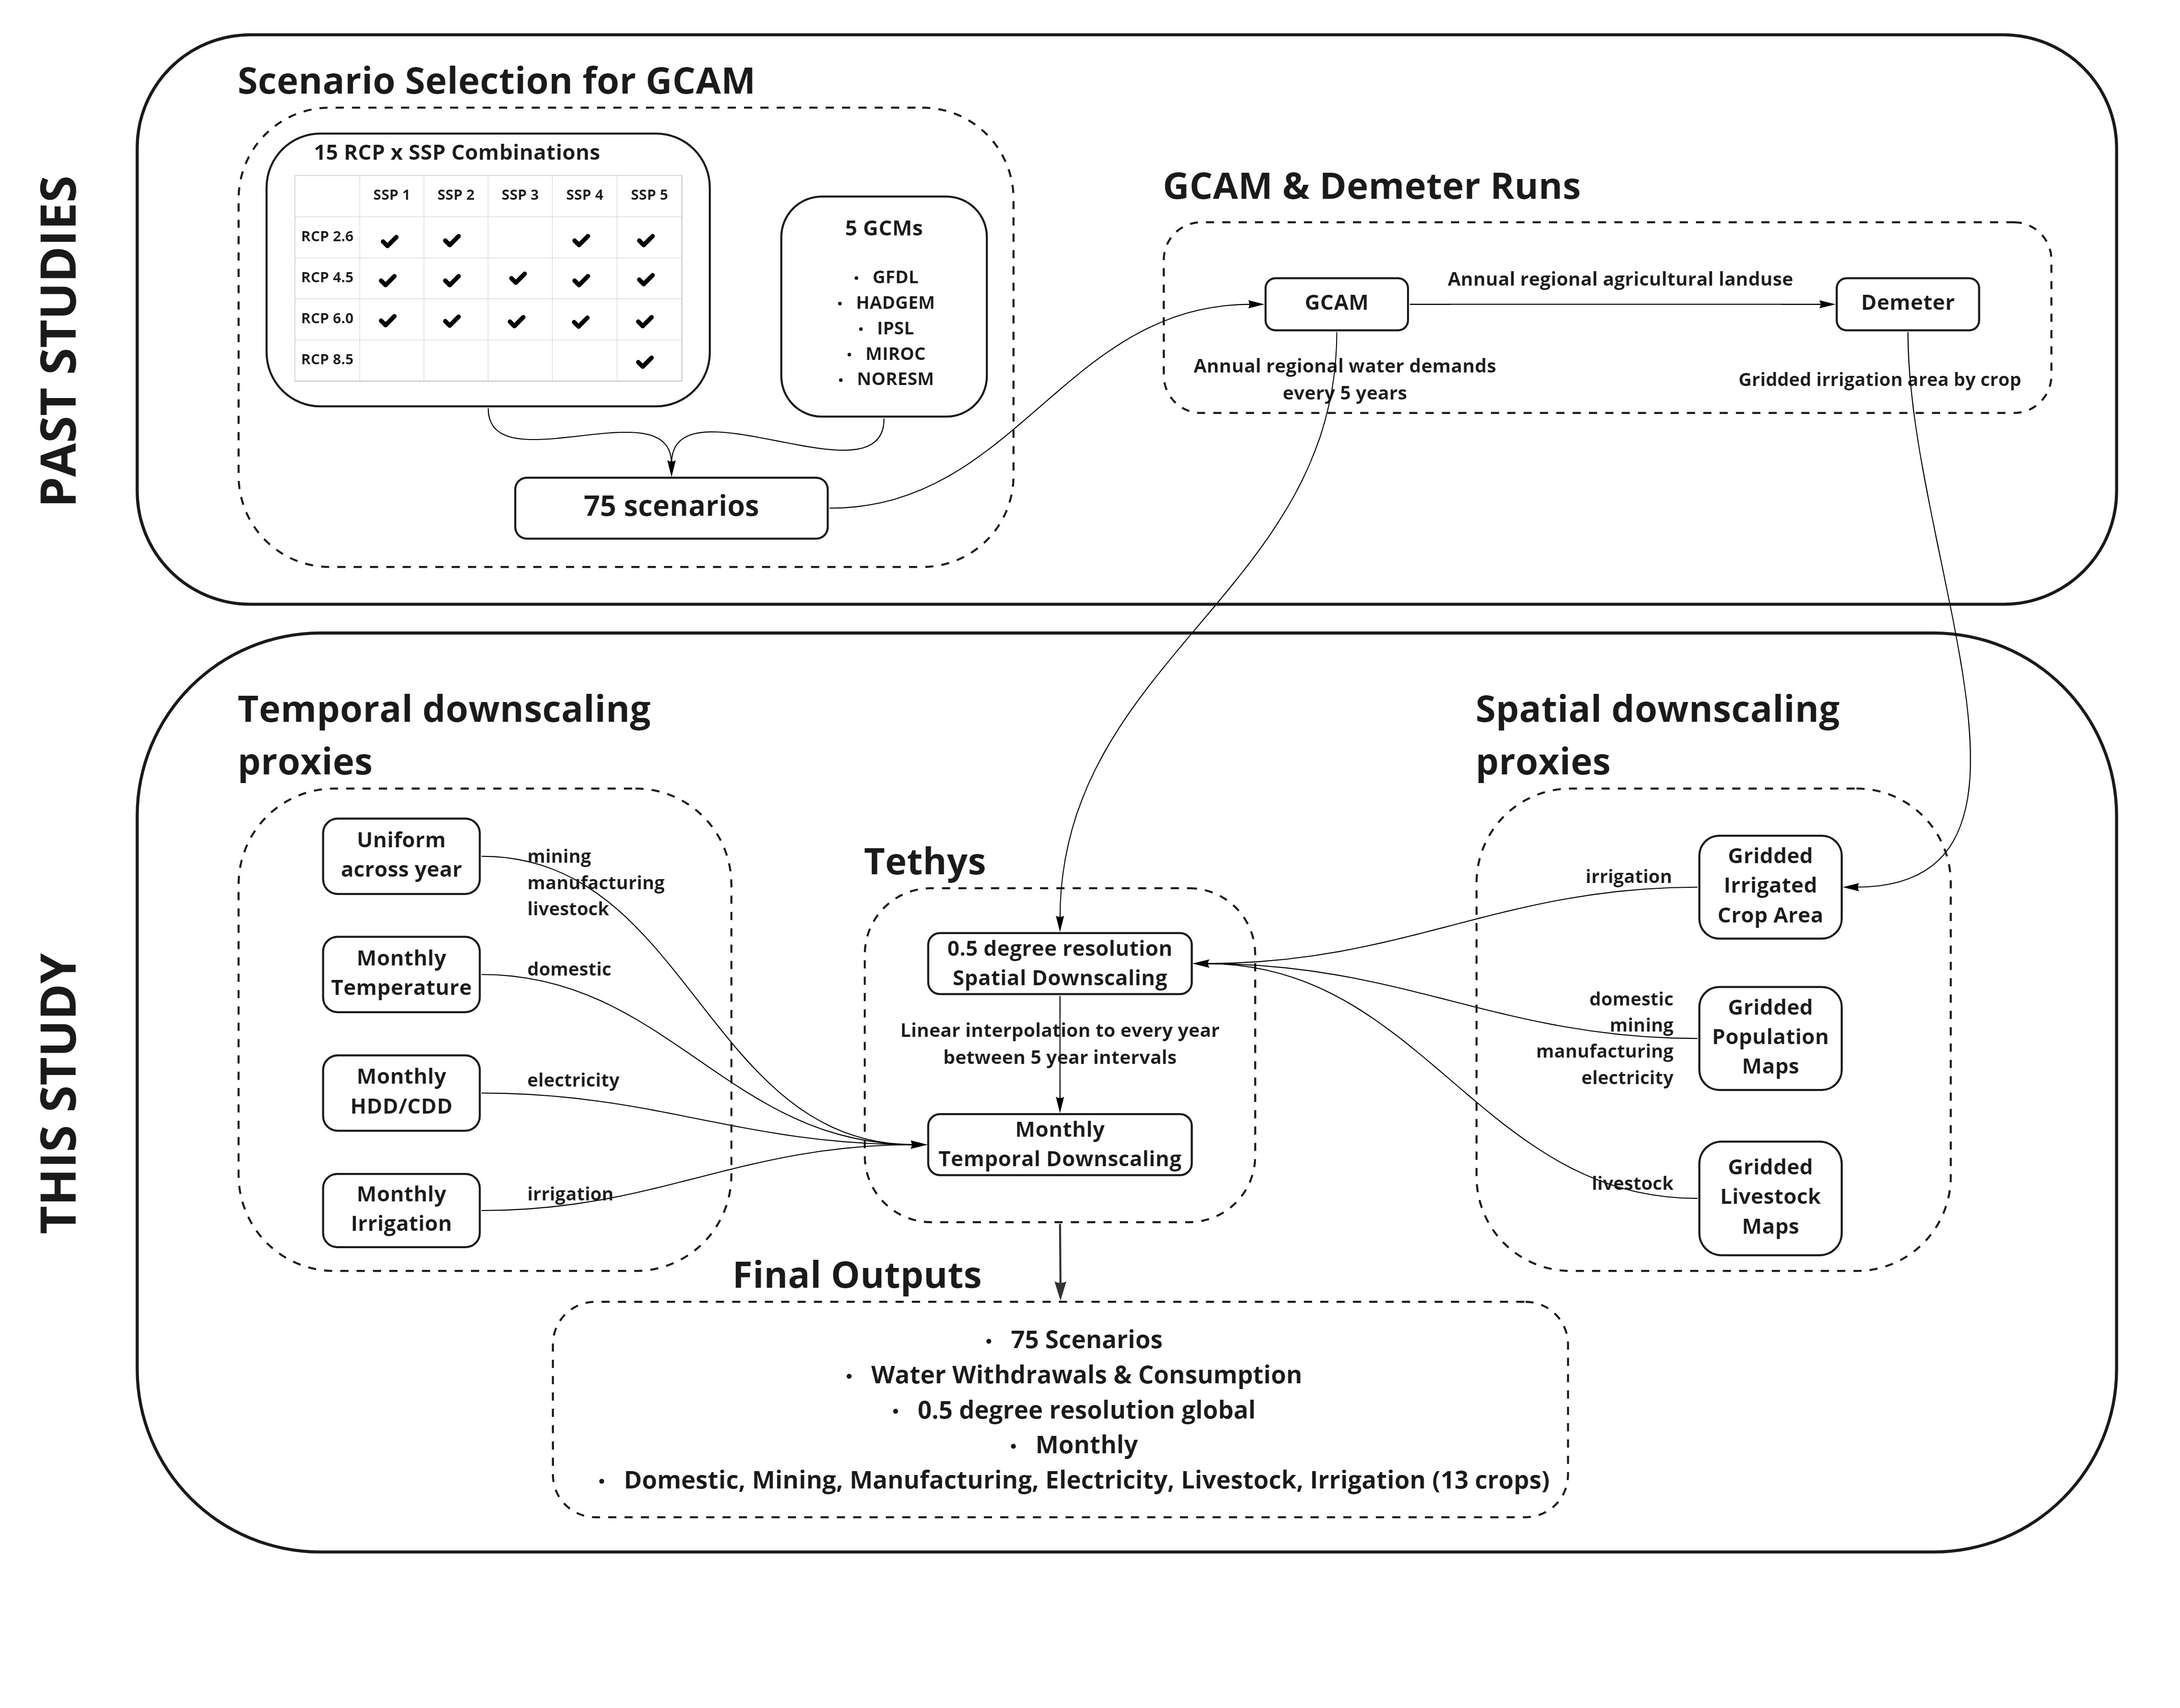 PAST STUDIES
Scenario Selection for GCAM
15 RCP x SSP Combinations
SSP 1 SSP 2 SSP 3 SSP 4 SSP 5
RCP 2.6 ✔ ✔ ✔ ✔
RCP 4.5 ✔ ✔ ✔ ✔ ✔
RCP 6.0 ✔ ✔ ✔ ✔ ✔
RCP 8.5 ✔
5 GCMs
• GFDL
• HADGEM
• IPSL
• MIROC
• NORESM
75 scenarios
GCAM & Demeter Runs
GCAM
Annual regional agricultural landuse
Demeter
Annual regional water demands
every 5 years
Gridded irrigation area by crop
THIS STUDY
Temporal downscaling
proxies
Uniform
across year
mining
manufacturing
livestock
Monthly
Temperature
domestic
Monthly
HDD/CDD
electricity
Monthly
Irrigation
irrigation
Tethys
0.5 degree resolution
Spatial Downscaling
Linear interpolation to every year
between 5 year intervals
Monthly
Temporal Downscaling
Spatial downscaling
proxies
irrigation
Gridded
Irrigated
Crop Area
domestic
mining
manufacturing
electricity
Gridded
Population
Maps
livestock
Gridded
Livestock
Maps
Final Outputs
• 75 Scenarios
• Water Withdrawals & Consumption
• 0.5 degree resolution global
• Monthly
• Domestic, Mining, Manufacturing, Electricity, Livestock, Irrigation (13 crops)